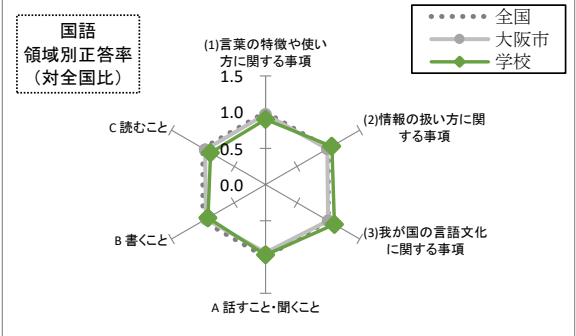 国語
領域別正答率
（対全国比）
全国
大阪市
学校
(1)言葉の特徴や使い
方に関する事項
1.5
1.0
0.5
0.0
(2)情報の扱い方に関
する事項
(3)我が国の言語文化
に関する事項
A 話すこと・聞くこと
B 書くこと
C 読むこと